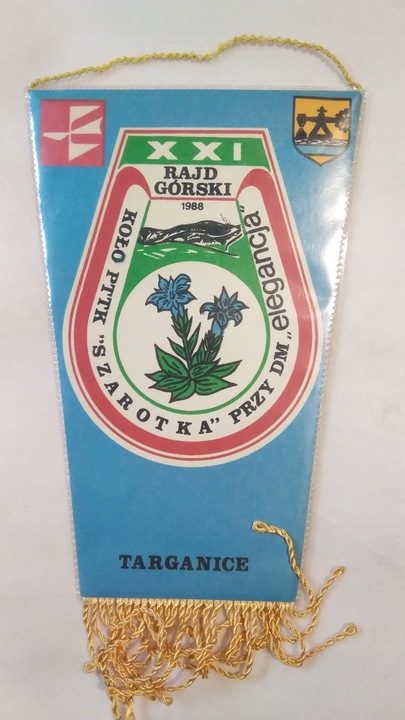 XXI
RAJD
GÓRSKI
1988
KOŁO PTTK "SZAROTKA" PRZY DM "elegancja"
TARGANICE